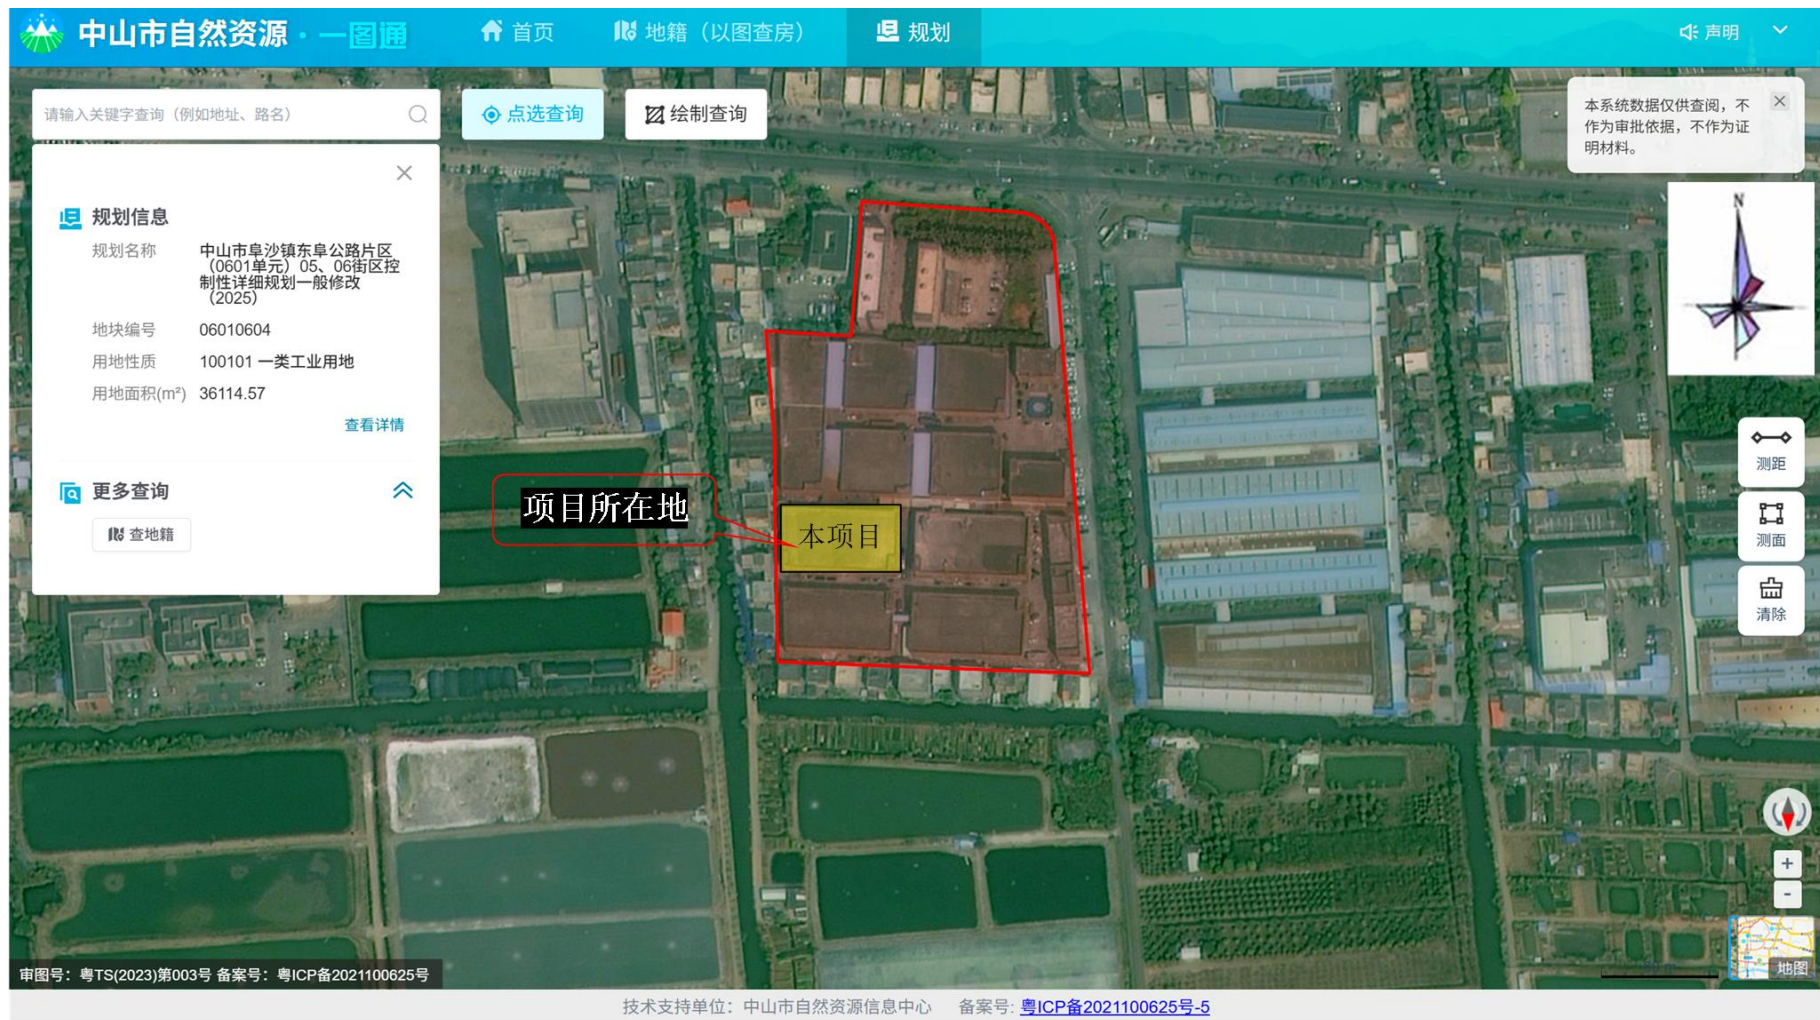 中山市自然资源·一图通
首页
地籍（以图查房）
规划
声明
请输入关键字查询（例如地址、路名）
点选查询
绘制查询
本系统数据仅供查阅，不
作为审批依据，不作为证
明材料。
N
规划信息
规划名称
中山市阜沙镇东阜公路片区
（0601单元）05、06街区控
制性详细规划一般修改
（2025）
地块编号 06010604
用地性质 100101 一类工业用地
用地面积(m²) 36114.57
查看详情
更多查询
查地籍
项目所在地
本项目
测距
测面
清除
+
-
地图
审图号：粤TS(2023)第003号 备案号：粤ICP备2021100625号
技术支持单位：中山市自然资源信息中心 备案号: 粤ICP备2021100625号-5